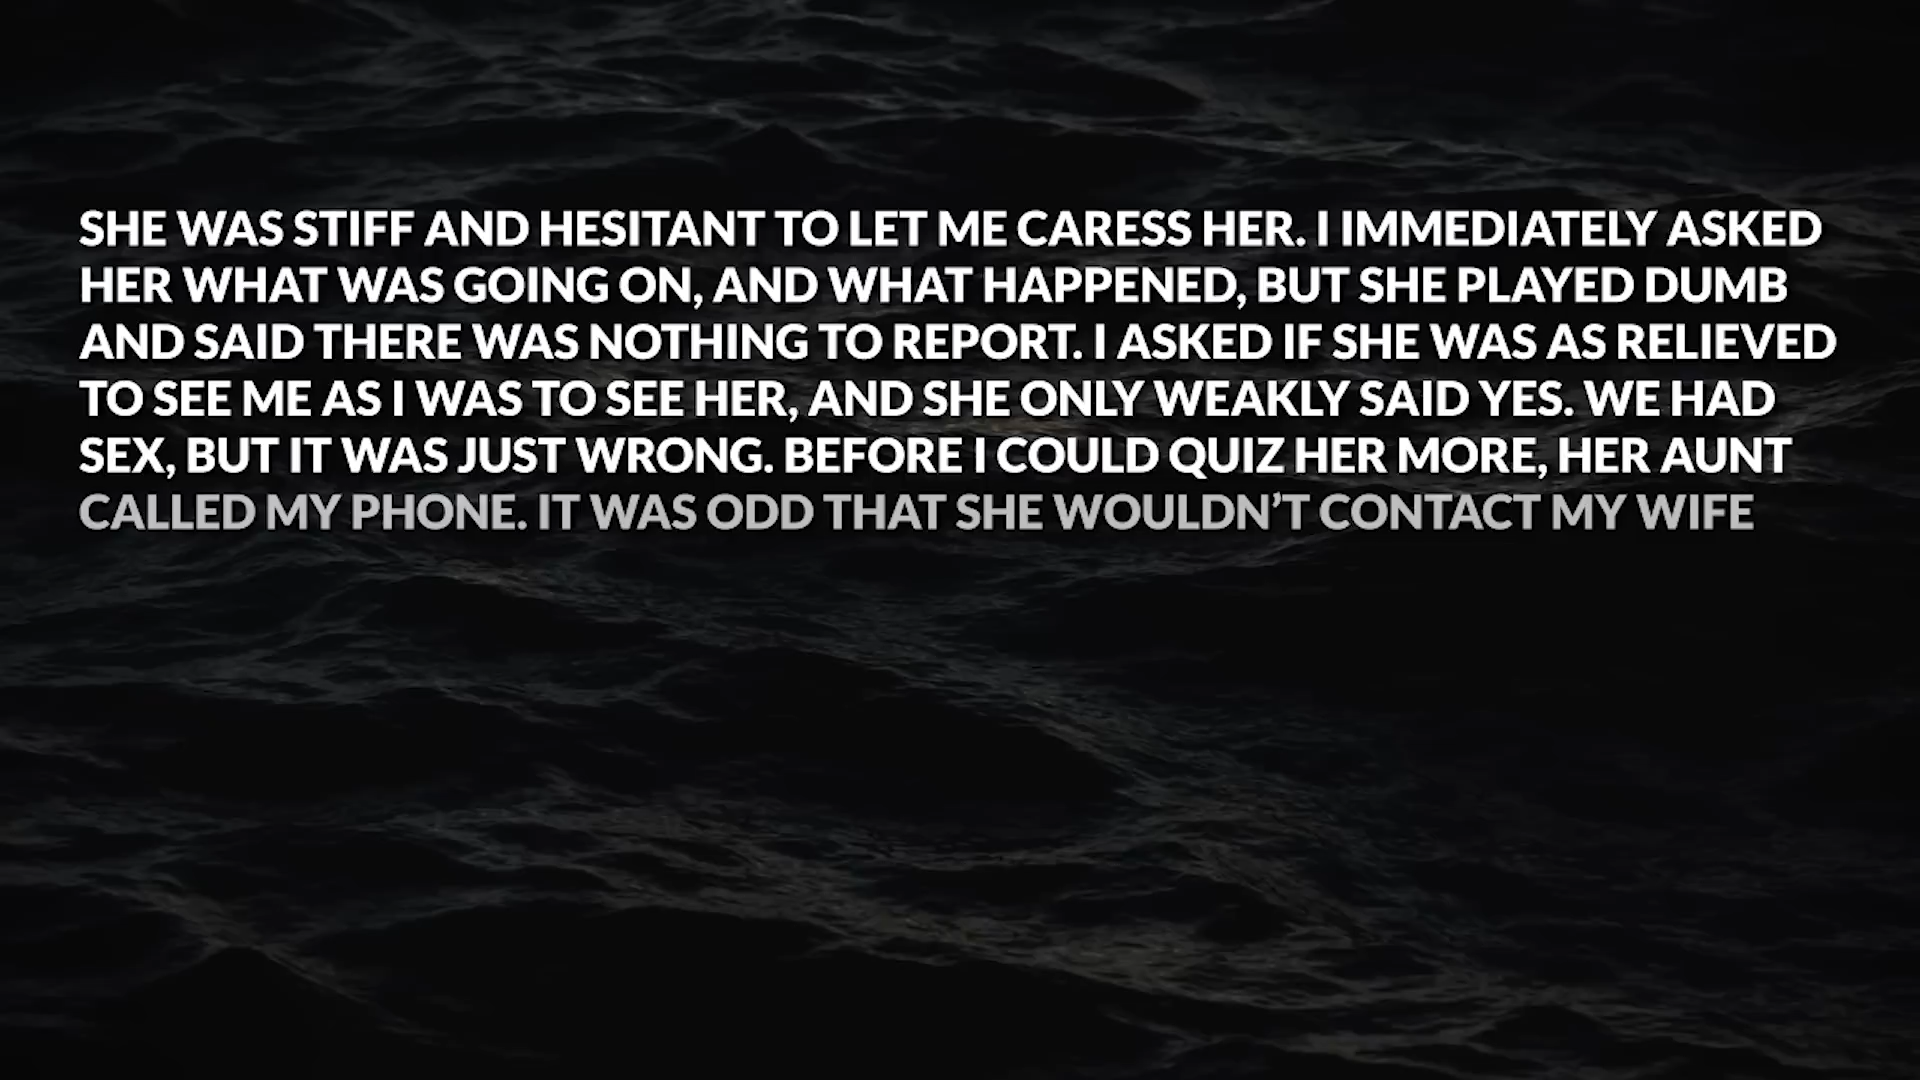 SHE WAS STIFF AND HESITANT TO LET ME CARESS HER. I IMMEDIATELY ASKED
HER WHAT WAS GOING ON, AND WHAT HAPPENED, BUT SHE PLAYED DUMB
AND SAID THERE WAS NOTHING TO REPORT. I ASKED IF SHE WAS AS RELIEVED
TO SEE ME AS I WAS TO SEE HER, AND SHE ONLY WEAKLY SAID YES. WE HAD
SEX, BUT IT WAS JUST WRONG. BEFORE I COULD QUIZ HER MORE, HER AUNT
CALLED MY PHONE. IT WAS ODD THAT SHE WOULDN’T CONTACT MY WIFE